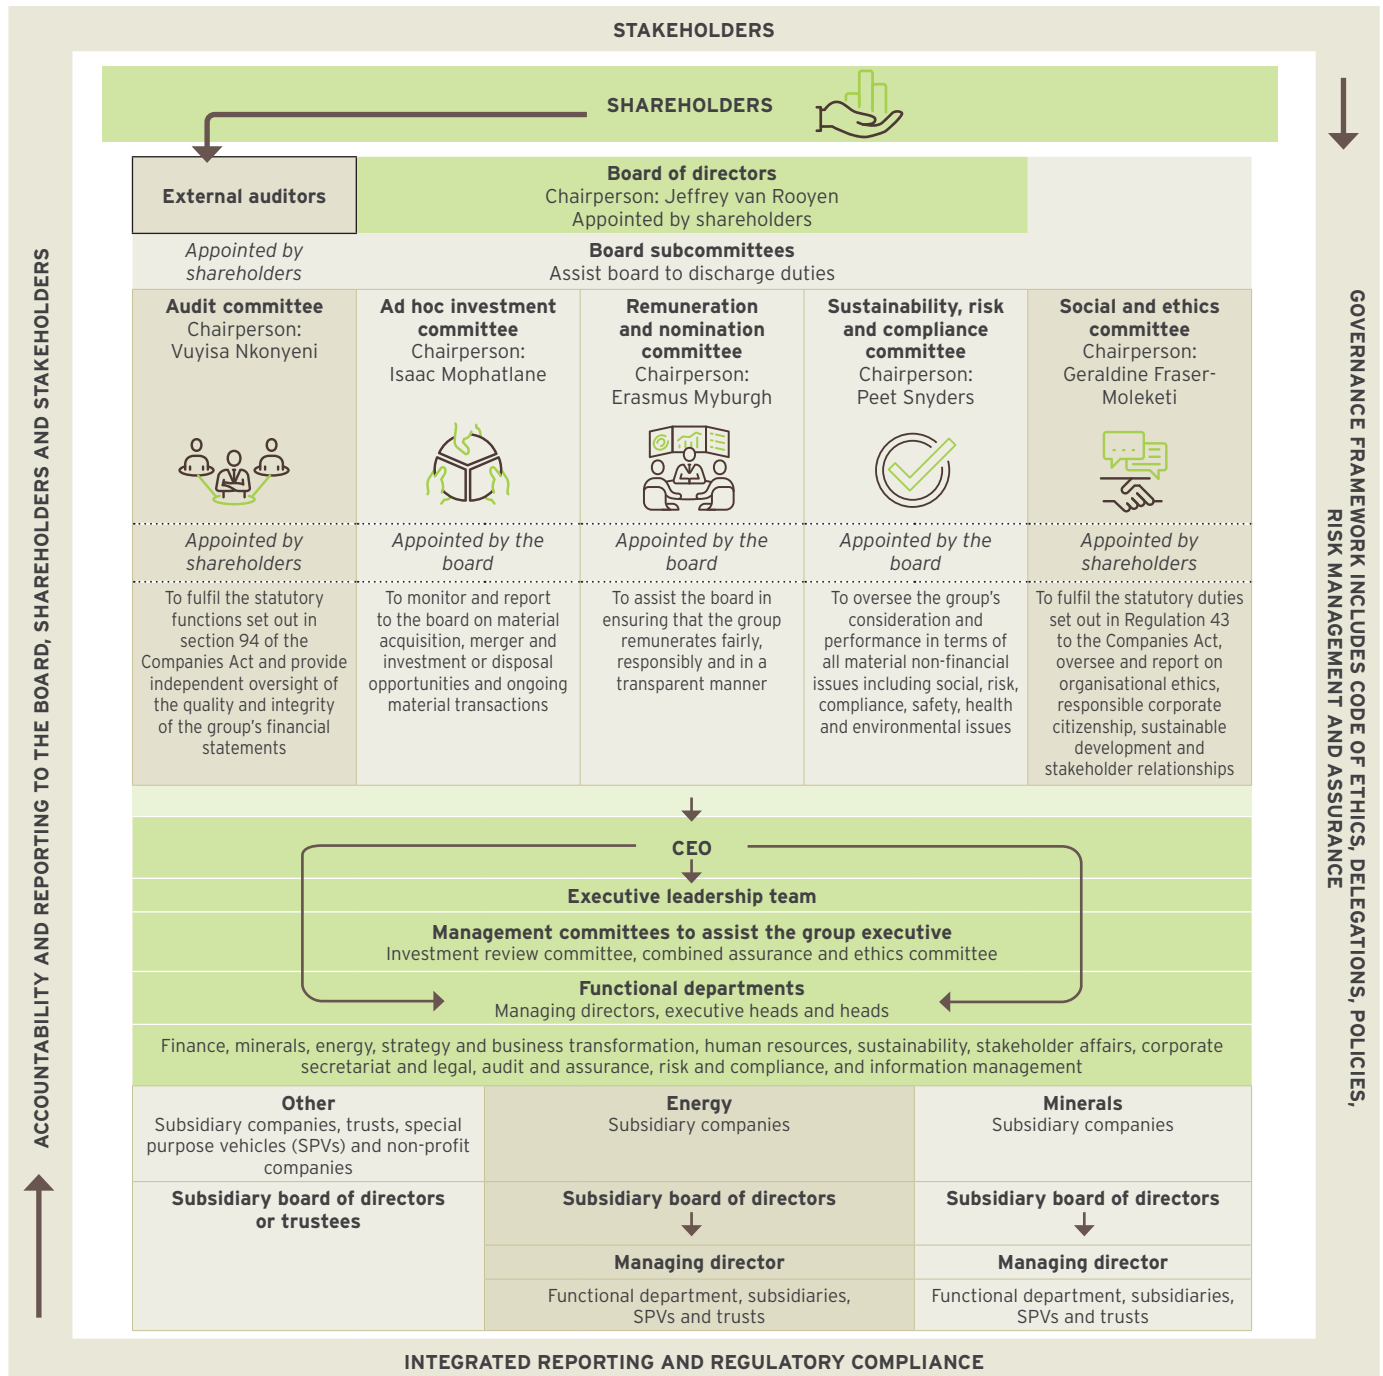 STAKEHOLDERS
SHAREHOLDERS
External auditors
Board of directors
Chairperson: Jeffrey van Rooyen
Appointed by shareholders
Appointed by
shareholders
Board subcommittees
Assist board to discharge duties
Audit committee
Chairperson:
Vuyisa Nkonyeni
Ad hoc investment
committee
Chairperson:
Isaac Mophatlane
Remuneration
and nomination
committee
Chairperson:
Erasmus Myburgh
Sustainability, risk
and compliance
committee
Chairperson:
Peet Snyders
Social and ethics
committee
Chairperson:
Geraldine Fraser-
Moleketi
Appointed by
shareholders
Appointed by the
board
Appointed by the
board
Appointed by the
board
Appointed by
shareholders
To fulfil the statutory
functions set out in
section 94 of the
Companies Act and provide
independent oversight of
the quality and integrity
of the group's financial
statements
To monitor and report
to the board on material
acquisition, merger and
investment or disposal
opportunities and ongoing
material transactions
To assist the board in
ensuring that the group
remunerates fairly,
responsibly and in a
transparent manner
To oversee the group's
consideration and
performance in terms of
all material non-financial
issues including social, risk,
compliance, safety, health
and environmental issues
To fulfil the statutory duties
set out in Regulation 43
to the Companies Act,
oversee and report on
organisational ethics,
responsible corporate
citizenship, sustainable
development and
stakeholder relationships
CEO
Executive leadership team
Management committees to assist the group executive
Investment review committee, combined assurance and ethics committee
Functional departments
Managing directors, executive heads and heads
Finance, minerals, energy, strategy and business transformation, human resources, sustainability, stakeholder affairs, corporate
secretariat and legal, audit and assurance, risk and compliance, and information management
Other
Subsidiary companies, trusts, special
purpose vehicles (SPVs) and non-profit
companies
Energy
Subsidiary companies
Minerals
Subsidiary companies
Subsidiary board of directors
or trustees
Subsidiary board of directors
Managing director
Functional department, subsidiaries,
SPVs and trusts
Subsidiary board of directors
Managing director
Functional department, subsidiaries,
SPVs and trusts
ACCOUNTABILITY AND REPORTING TO THE BOARD, SHAREHOLDERS AND STAKEHOLDERS
GOVERNANCE FRAMEWORK INCLUDES CODE OF ETHICS, DELEGATIONS, POLICIES,
RISK MANAGEMENT AND ASSURANCE
INTEGRATED REPORTING AND REGULATORY COMPLIANCE